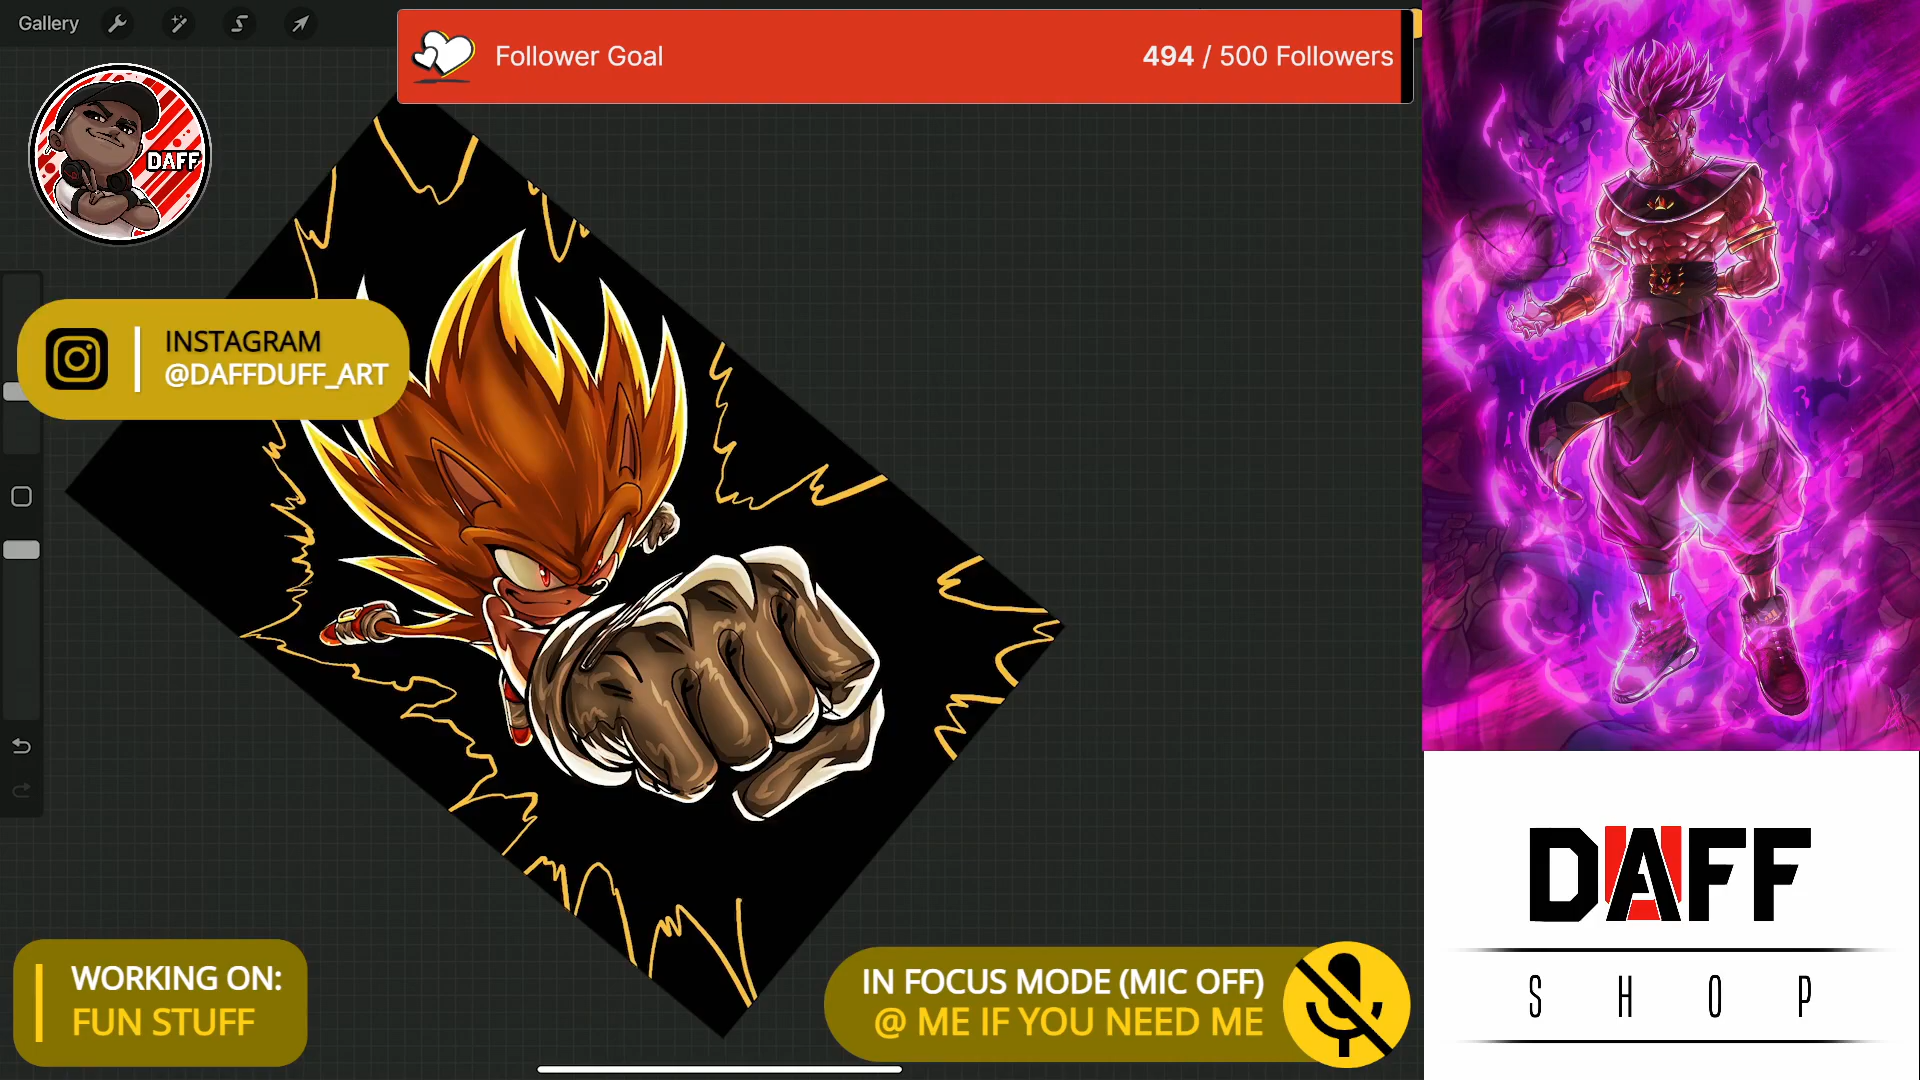 Gallery
Follower Goal
494 / 500 Followers
DAFF
INSTAGRAM
@DAFFDUFF_ART
WORKING ON:
FUN STUFF
IN FOCUS MODE (MIC OFF)
@ ME IF YOU NEED ME
DAFF
SHOP